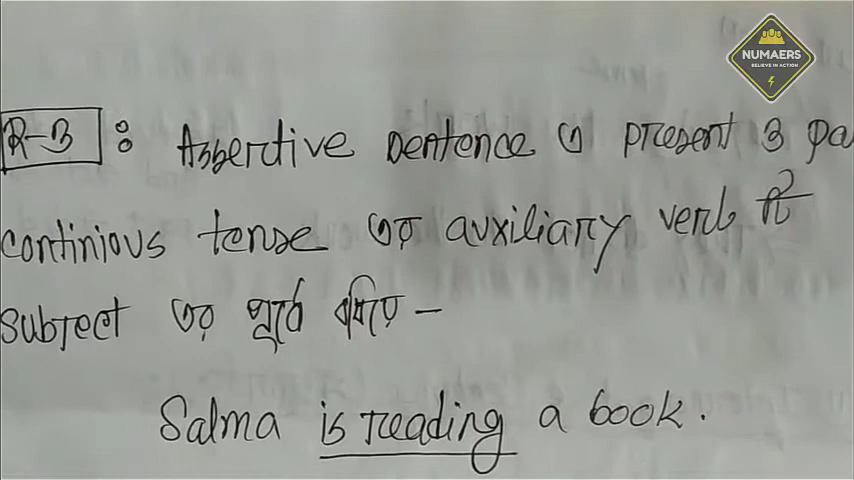 NUMAERS
BELIEVE IN ACTION
R-3 : Assertive sentence এ present ও pa
continious tense এর auxiliary verb টি
subject এর পূর্বে বসিয়ে -
Salma is reading a book.